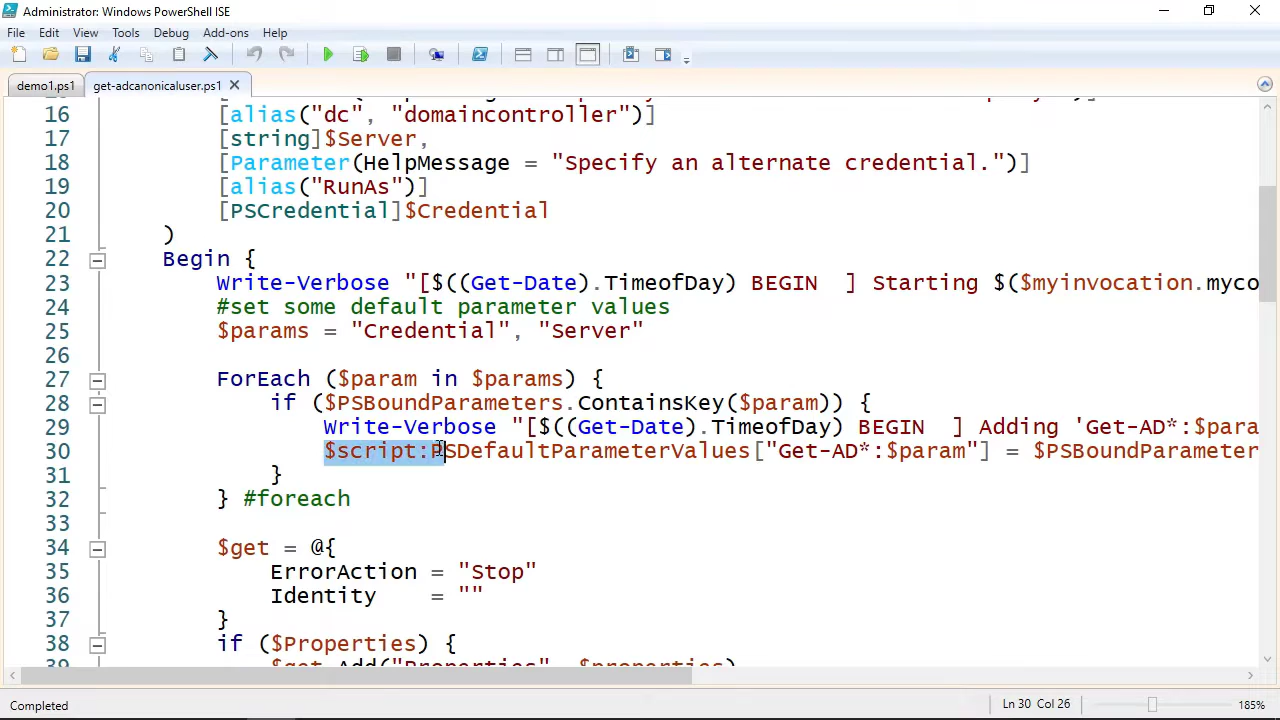 Administrator: Windows PowerShell ISE
File Edit View Tools Debug Add-ons Help
demo1.ps1 get-adcanonicaluser.ps1
16 [alias("dc", "domaincontroller")]
17 [string]$Server,
18 [Parameter(HelpMessage = "Specify an alternate credential.")]
19 [alias("RunAs")]
20 [PSCredential]$Credential
21 )
22 Begin {
23 Write-Verbose "[$((Get-Date).TimeofDay) BEGIN  ] Starting $($myinvocation.myco
24 #set some default parameter values
25 $params = "Credential", "Server"
26
27 ForEach ($param in $params) {
28 if ($PSBoundParameters.ContainsKey($param)) {
29 Write-Verbose "[$((Get-Date).TimeofDay) BEGIN  ] Adding 'Get-AD*:$para
30 $script:PSDefaultParameterValues["Get-AD*:$param"] = $PSBoundParameter
31 }
32 } #foreach
33
34 $get = @{
35 ErrorAction = "Stop"
36 Identity    = ""
37 }
38 if ($Properties) {
39 $get.Add("Properties", $properties)
Completed Ln 30 Col 26 185%